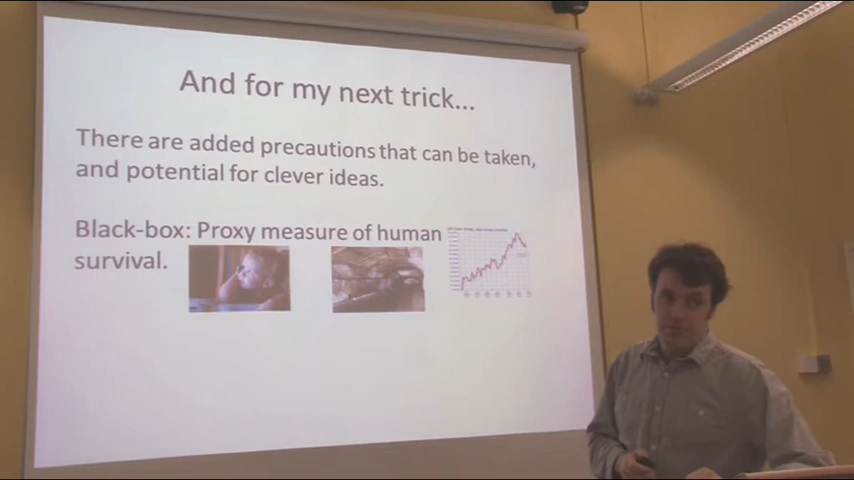 And for my next trick...
There are added precautions that can be taken,
and potential for clever ideas.
Black-box: Proxy measure of human
survival.